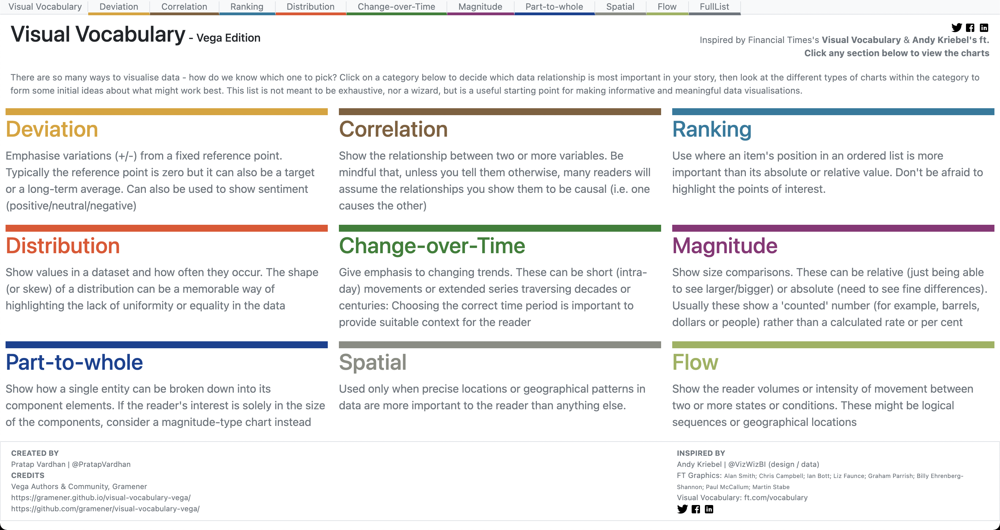 Visual Vocabulary Deviation Correlation Ranking Distribution Change-over-Time Magnitude Part-to-whole Spatial Flow FullList
Visual Vocabulary - Vega Edition
Inspired by Financial Times's Visual Vocabulary & Andy Kriebel's ft.
Click any section below to view the charts
There are so many ways to visualise data - how do we know which one to pick? Click on a category below to decide which data relationship is most important in your story, then look at the different types of charts within the category to
form some initial ideas about what might work best. This list is not meant to be exhaustive, nor a wizard, but is a useful starting point for making informative and meaningful data visualisations.
Deviation
Emphasise variations (+/-) from a fixed reference point.
Typically the reference point is zero but it can also be a target
or a long-term average. Can also be used to show sentiment
(positive/neutral/negative)
Correlation
Show the relationship between two or more variables. Be
mindful that, unless you tell them otherwise, many readers will
assume the relationships you show them to be causal (i.e. one
causes the other)
Ranking
Use where an item's position in an ordered list is more
important than its absolute or relative value. Don't be afraid to
highlight the points of interest.
Distribution
Show values in a dataset and how often they occur. The shape
(or skew) of a distribution can be a memorable way of
highlighting the lack of uniformity or equality in the data
Change-over-Time
Give emphasis to changing trends. These can be short (intra-
day) movements or extended series traversing decades or
centuries: Choosing the correct time period is important to
provide suitable context for the reader
Magnitude
Show size comparisons. These can be relative (just being able
to see larger/bigger) or absolute (need to see fine differences).
Usually these show a 'counted' number (for example, barrels,
dollars or people) rather than a calculated rate or per cent
Part-to-whole
Show how a single entity can be broken down into its
component elements. If the reader's interest is solely in the size
of the components, consider a magnitude-type chart instead
Spatial
Used only when precise locations or geographical patterns in
data are more important to the reader than anything else.
Flow
Show the reader volumes or intensity of movement between
two or more states or conditions. These might be logical
sequences or geographical locations
CREATED BY
Pratap Vardhan | @PratapVardhan
CREDITS
Vega Authors & Community, Gramener
https://gramener.github.io/visual-vocabulary-vega/
https://github.com/gramener/visual-vocabulary-vega/
INSPIRED BY
Andy Kriebel | @VizWizBI (design / data)
FT Graphics: Alan Smith; Chris Campbell; Ian Bott; Liz Faunce; Graham Parrish; Billy Ehrenberg-
Shannon; Paul McCallum; Martin Stabe
Visual Vocabulary: ft.com/vocabulary